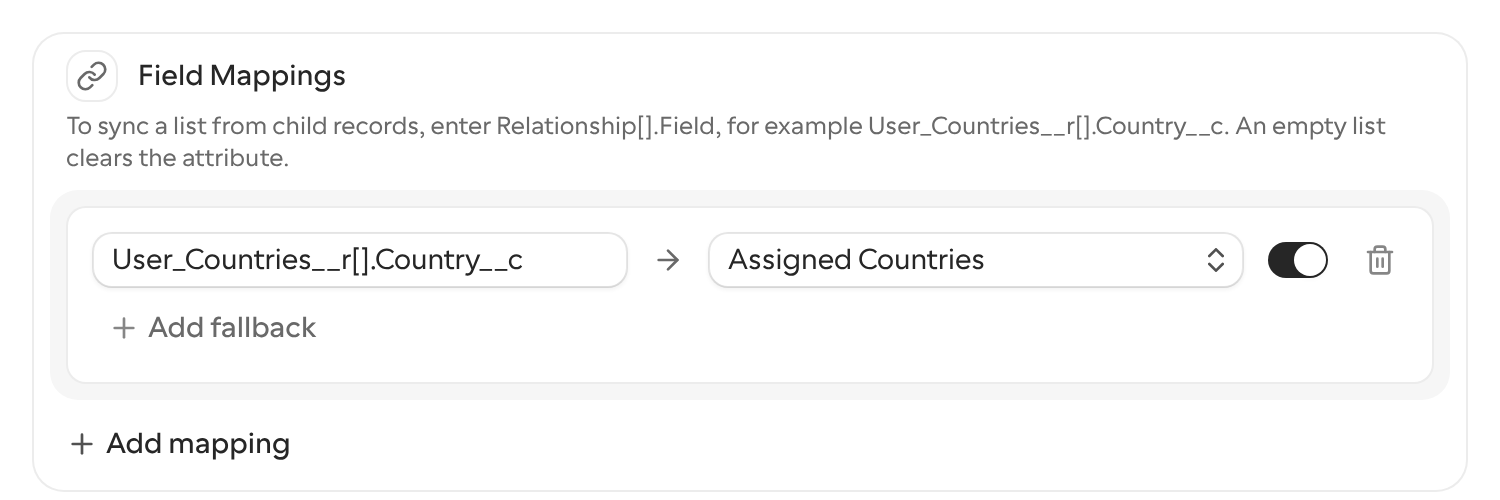 Field Mappings
To sync a list from child records, enter Relationship[].Field, for example User_Countries__r[].Country__c. An empty list
clears the attribute.
User_Countries__r[].Country__c
Assigned Countries
Add fallback
Add mapping